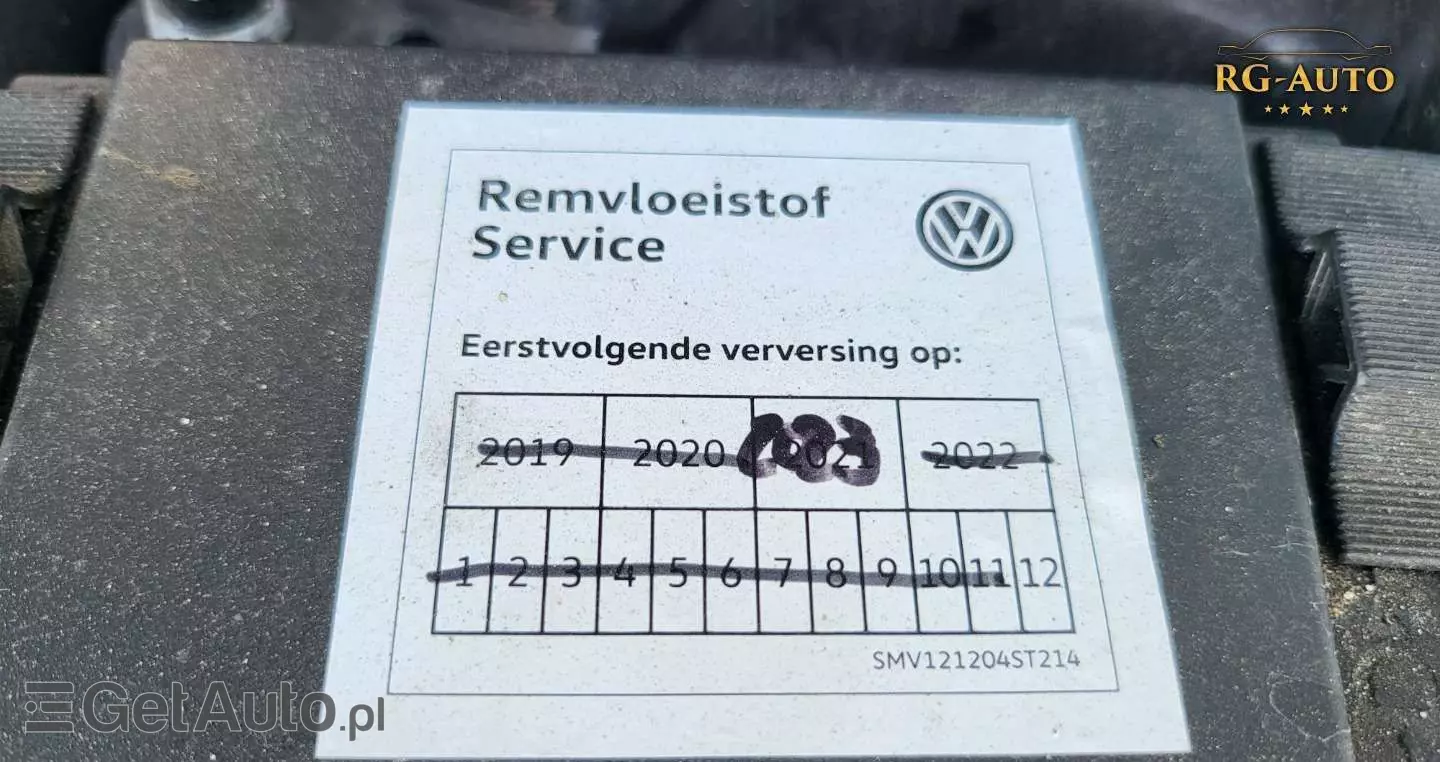 RG-AUTO
Remvloeistof
Service
Eerstvolgende verversing op:
2019 2020 2021 2022
1 2 3 4 5 6 7 8 9 10 11 12
SMV121204ST214
GetAuto.pl